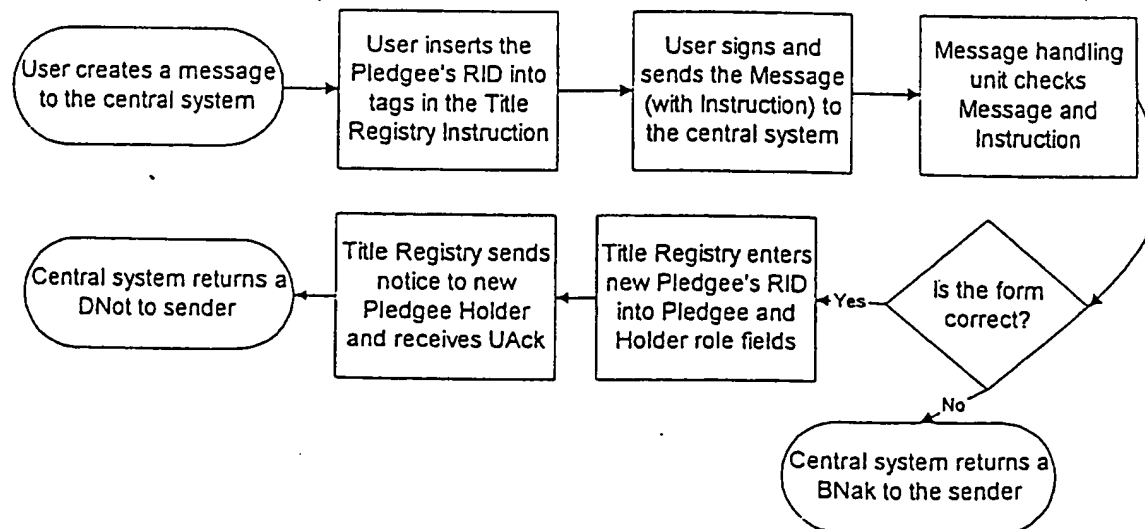 User creates a message
to the central system
User inserts the
Pledgee's RID into
tags in the Title
Registry Instruction
User signs and
sends the Message
(with Instruction) to
the central system
Message handling
unit checks
Message and
Instruction
Is the form
correct?
Yes
Title Registry enters
new Pledgee's RID
into Pledgee and
Holder role fields
Title Registry sends
notice to new
Pledgee Holder
and receives UAck
Central system returns a
DNot to sender
No
Central system returns a
BNak to the sender